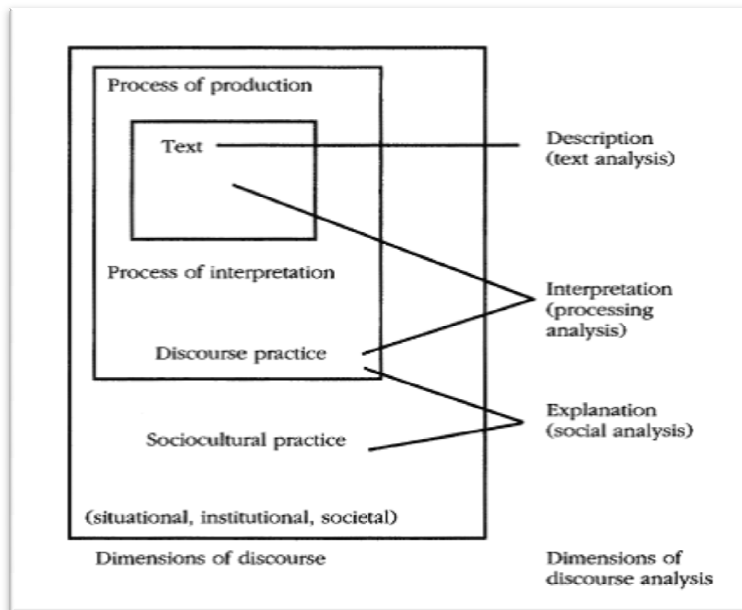 Process of production
Text
Description
(text analysis)
Process of interpretation
Interpretation
(processing
analysis)
Discourse practice
Explanation
(social analysis)
Sociocultural practice
(situational, institutional, societal)
Dimensions of discourse
Dimensions of
discourse analysis